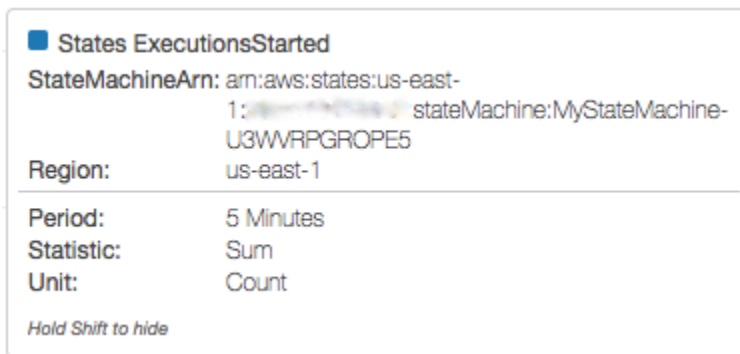 States ExecutionsStarted
StateMachineArn: arn:aws:states:us-east-
1: stateMachine:MyStateMachine-
U3WVRPGROPE5
Region: us-east-1
Period: 5 Minutes
Statistic: Sum
Unit: Count
Hold Shift to hide